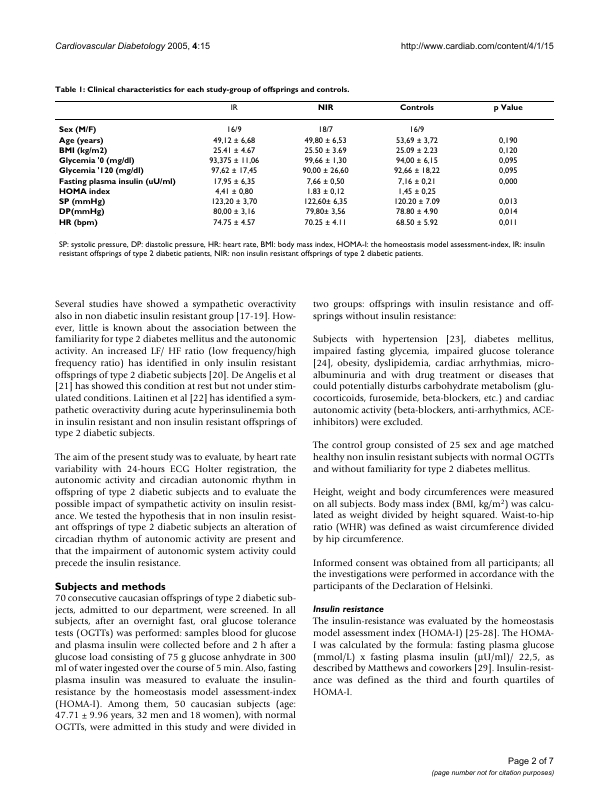 Cardiovascular Diabetology 2005, 4:15
http://www.cardiab.com/content/4/1/15
Table 1: Clinical characteristics for each study-group of offsprings and controls.
IR NIR Controls p Value
Sex (M/F) 16/9 18/7 16/9
Age (years) 49,12 ± 6,68 49,80 ± 6,53 53,69 ± 3,72 0,190
BMI (kg/m2) 25.41 ± 4.67 25.50 ± 3.69 25.09 ± 2.23 0,120
Glycemia '0 (mg/dl) 93,375 ± 11,06 99,66 ± 1,30 94,00 ± 6,15 0,095
Glycemia '120 (mg/dl) 97,62 ± 17,45 90,00 ± 26,60 92,66 ± 18,22 0,095
Fasting plasma insulin (uU/ml) 17,95 ± 6,35 7,66 ± 0,50 7,16 ± 0,21 0,000
HOMA index 4,41 ± 0,80 1.83 ± 0,12 1,45 ± 0,25
SP (mmHg) 123,20 ± 3,70 122,60± 6,35 120.20 ± 7.09 0,013
DP(mmHg) 80,00 ± 3,16 79,80± 3,56 78.80 ± 4.90 0,014
HR (bpm) 74.75 ± 4.57 70.25 ± 4.11 68.50 ± 5.92 0,011
SP: systolic pressure, DP: diastolic pressure, HR: heart rate, BMI: body mass index, HOMA-I: the homeostasis model assessment-index, IR: insulin
resistant offsprings of type 2 diabetic patients, NIR: non insulin resistant offsprings of type 2 diabetic patients.
Several studies have showed a sympathetic overactivity
also in non diabetic insulin resistant group [17-19]. How-
ever, little is known about the association between the
familiarity for type 2 diabetes mellitus and the autonomic
activity. An increased LF/ HF ratio (low frequency/high
frequency ratio) has identified in only insulin resistant
offsprings of type 2 diabetic subjects [20]. De Angelis et al
[21] has showed this condition at rest but not under stim-
ulated conditions. Laitinen et al [22] has identified a sym-
pathetic overactivity during acute hyperinsulinemia both
in insulin resistant and non insulin resistant offsprings of
type 2 diabetic subjects.
The aim of the present study was to evaluate, by heart rate
variability with 24-hours ECG Holter registration, the
autonomic activity and circadian autonomic rhythm in
offspring of type 2 diabetic subjects and to evaluate the
possible impact of sympathetic activity on insulin resist-
ance. We tested the hypothesis that in non insulin resist-
ant offsprings of type 2 diabetic subjects an alteration of
circadian rhythm of autonomic activity are present and
that the impairment of autonomic system activity could
precede the insulin resistance.
Subjects and methods
70 consecutive caucasian offsprings of type 2 diabetic sub-
jects, admitted to our department, were screened. In all
subjects, after an overnight fast, oral glucose tolerance
tests (OGTTs) was performed: samples blood for glucose
and plasma insulin were collected before and 2 h after a
glucose load consisting of 75 g glucose anhydrate in 300
ml of water ingested over the course of 5 min. Also, fasting
plasma insulin was measured to evaluate the insulin-
resistance by the homeostasis model assessment-index
(HOMA-I). Among them, 50 caucasian subjects (age:
47.71 ± 9.96 years, 32 men and 18 women), with normal
OGTTs, were admitted in this study and were divided in
two groups: offsprings with insulin resistance and off-
springs without insulin resistance:
Subjects with hypertension [23], diabetes mellitus,
impaired fasting glycemia, impaired glucose tolerance
[24], obesity, dyslipidemia, cardiac arrhythmias, micro-
albuminuria and with drug treatment or diseases that
could potentially disturbs carbohydrate metabolism (glu-
cocorticoids, furosemide, beta-blockers, etc.) and cardiac
autonomic activity (beta-blockers, anti-arrhythmics, ACE-
inhibitors) were excluded.
The control group consisted of 25 sex and age matched
healthy non insulin resistant subjects with normal OGTTs
and without familiarity for type 2 diabetes mellitus.
Height, weight and body circumferences were measured
on all subjects. Body mass index (BMI, kg/m2) was calcu-
lated as weight divided by height squared. Waist-to-hip
ratio (WHR) was defined as waist circumference divided
by hip circumference.
Informed consent was obtained from all participants; all
the investigations were performed in accordance with the
participants of the Declaration of Helsinki.
Insulin resistance
The insulin-resistance was evaluated by the homeostasis
model assessment index (HOMA-I) [25-28]. The HOMA-
I was calculated by the formula: fasting plasma glucose
(mmol/L) x fasting plasma insulin (μU/ml)/ 22,5, as
described by Matthews and coworkers [29]. Insulin-resist-
ance was defined as the third and fourth quartiles of
HOMA-I.
Page 2 of 7
(page number not for citation purposes)